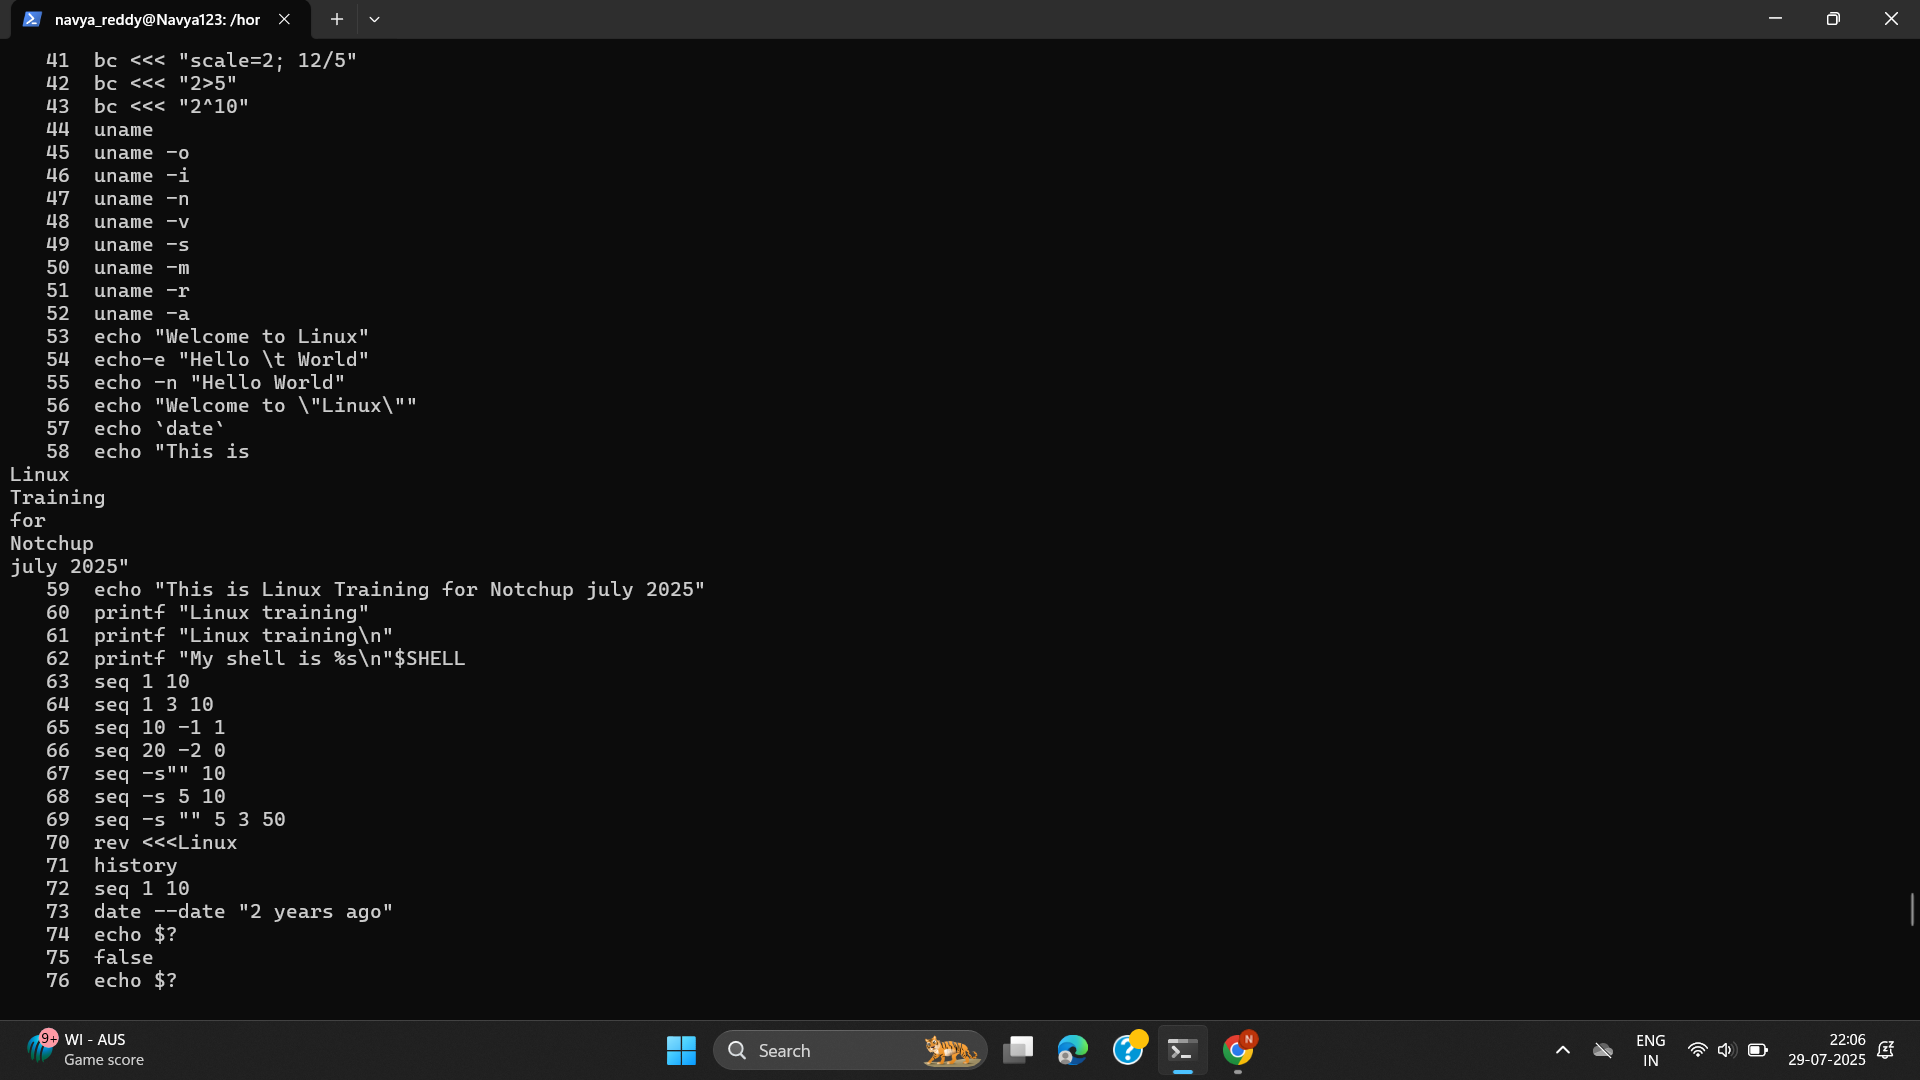 navya_reddy@Navya123: /hor
41 bc <<< "scale=2; 12/5"
42 bc <<< "2>5"
43 bc <<< "2^10"
44 uname
45 uname -o
46 uname -i
47 uname -n
48 uname -v
49 uname -s
50 uname -m
51 uname -r
52 uname -a
53 echo "Welcome to Linux"
54 echo-e "Hello \t World"
55 echo -n "Hello World"
56 echo "Welcome to \"Linux\""
57 echo `date`
58 echo "This is
Linux
Training
for
Notchup
july 2025"
59 echo "This is Linux Training for Notchup july 2025"
60 printf "Linux training"
61 printf "Linux training\n"
62 printf "My shell is %s\n"$SHELL
63 seq 1 10
64 seq 1 3 10
65 seq 10 -1 1
66 seq 20 -2 0
67 seq -s"" 10
68 seq -s 5 10
69 seq -s "" 5 3 50
70 rev <<<Linux
71 history
72 seq 1 10
73 date --date "2 years ago"
74 echo $?
75 false
76 echo $?
9+ WI - AUS
Game score
Search
N
ENG
IN
22:06
29-07-2025